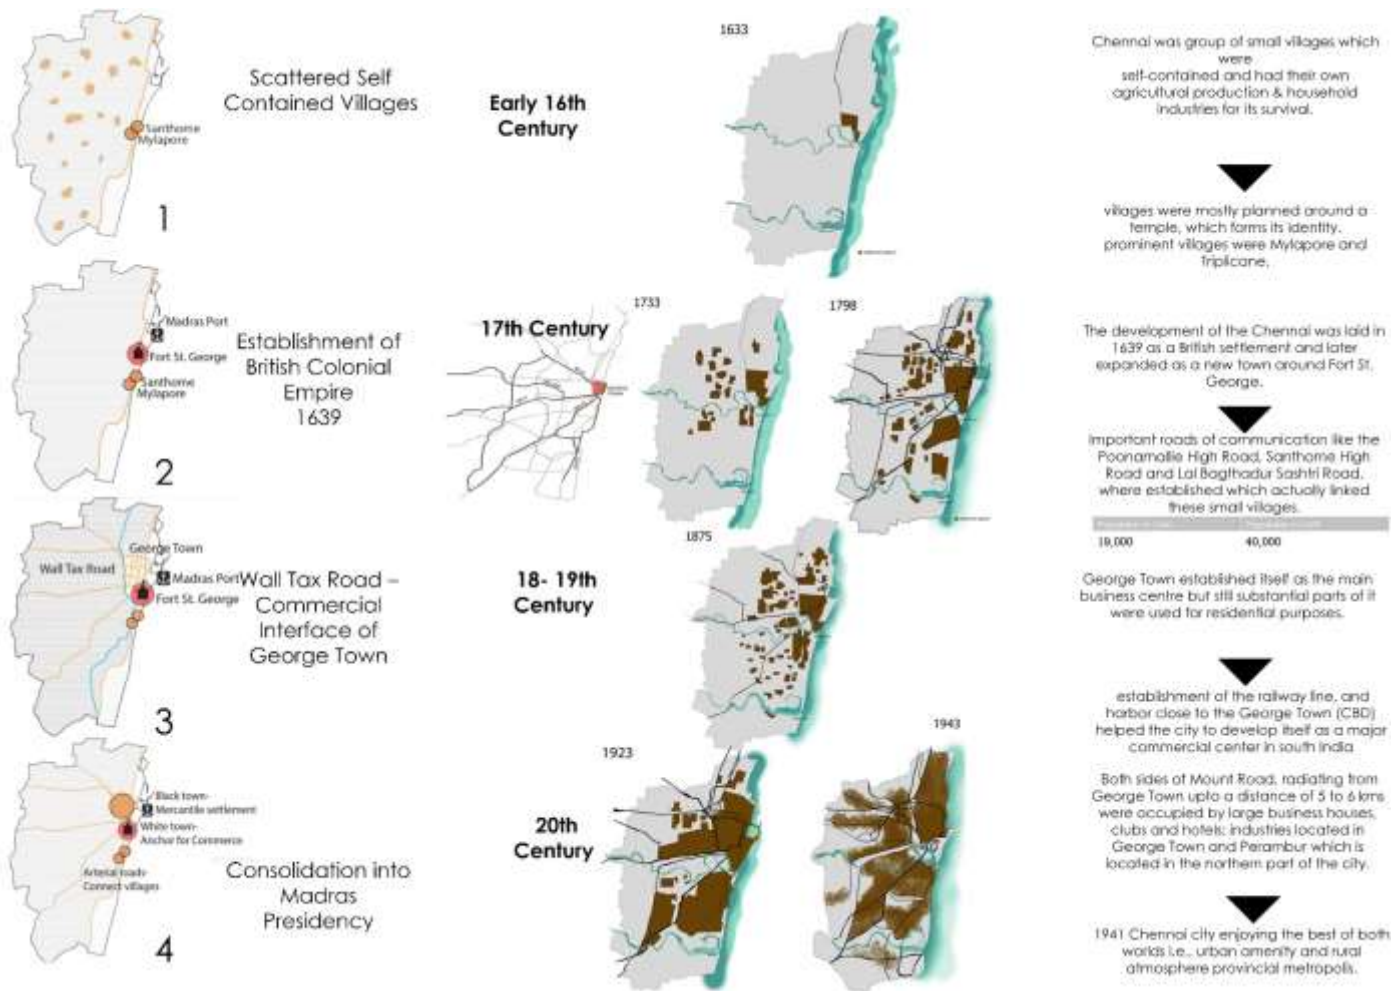 Scattered Self
Contained Villages
Santhome
Mylapore
1
Early 16th
Century
1633
Chennai was group of small villages which
were
self-contained and had their own
agricultural production & household
industries for its survival.
villages were mostly planned around a
temple, which forms its identity.
prominent villages were Mylapore and
Triplicane.
Madras Port
Fort St. George
Santhome
Mylapore
2
Establishment of
British Colonial
Empire
1639
17th Century
1733
1798
The development of the Chennai was laid in
1639 as a British settlement and later
expanded as a new town around Fort St.
George.
Important roads of communication like the
Poonamallie High Road, Santhome High
Road and Lal Bagthadur Sashtri Road,
where established which actually linked
these small villages.
19,000
40,000
George Town
Wall Tax Road
Madras Port
Fort St. George
3
Wall Tax Road –
Commercial
Interface of
George Town
18- 19th
Century
1875
George Town established itself as the main
business centre but still substantial parts of it
were used for residential purposes.
establishment of the railway line, and
harbor close to the George Town (CBD)
helped the city to develop itself as a major
commercial center in south India
Black town-
Mercantile settlement
White town-
Anchor for Commerce
Arterial roads-
Connect villages
4
Consolidation into
Madras
Presidency
20th
Century
1923
1943
Both sides of Mount Road, radiating from
George Town upto a distance of 5 to 6 kms
were occupied by large business houses,
clubs and hotels; industries located in
George Town and Perambur which is
located in the northern part of the city.
1941 Chennai city enjoying the best of both
worlds i.e., urban amenity and rural
atmosphere provincial metropolis.